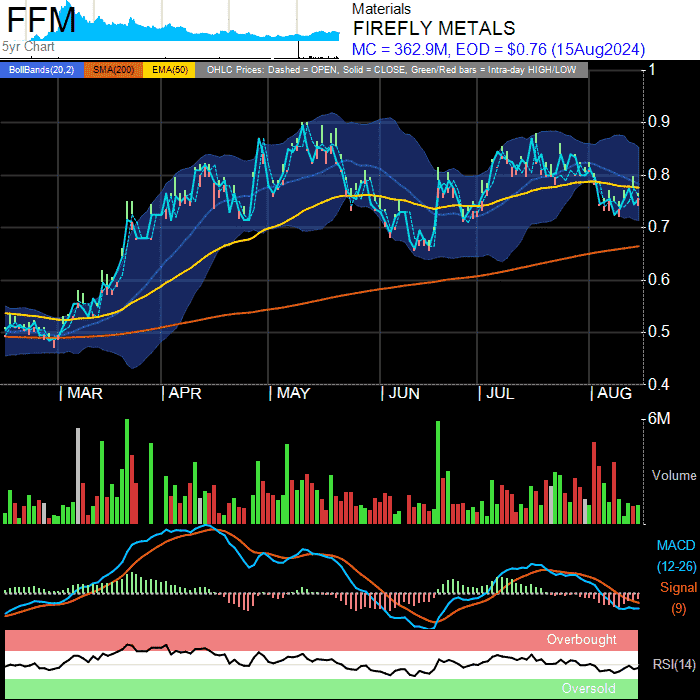 FFM
5yr Chart
Materials
FIREFLY METALS
MC = 362.9M, EOD = $0.76 (15Aug2024)
BollBands(20,2) SMA(200) EMA(50) OHLC Prices: Dashed = OPEN, Solid = CLOSE, Green/Red bars = Intra-day HIGH/LOW
1
0.9
0.8
0.7
0.6
0.5
0.4
| MAR | APR | MAY | JUN | JUL | AUG
6M
Volume
MACD
(12-26)
Signal
(9)
Overbought
RSI(14)
Oversold